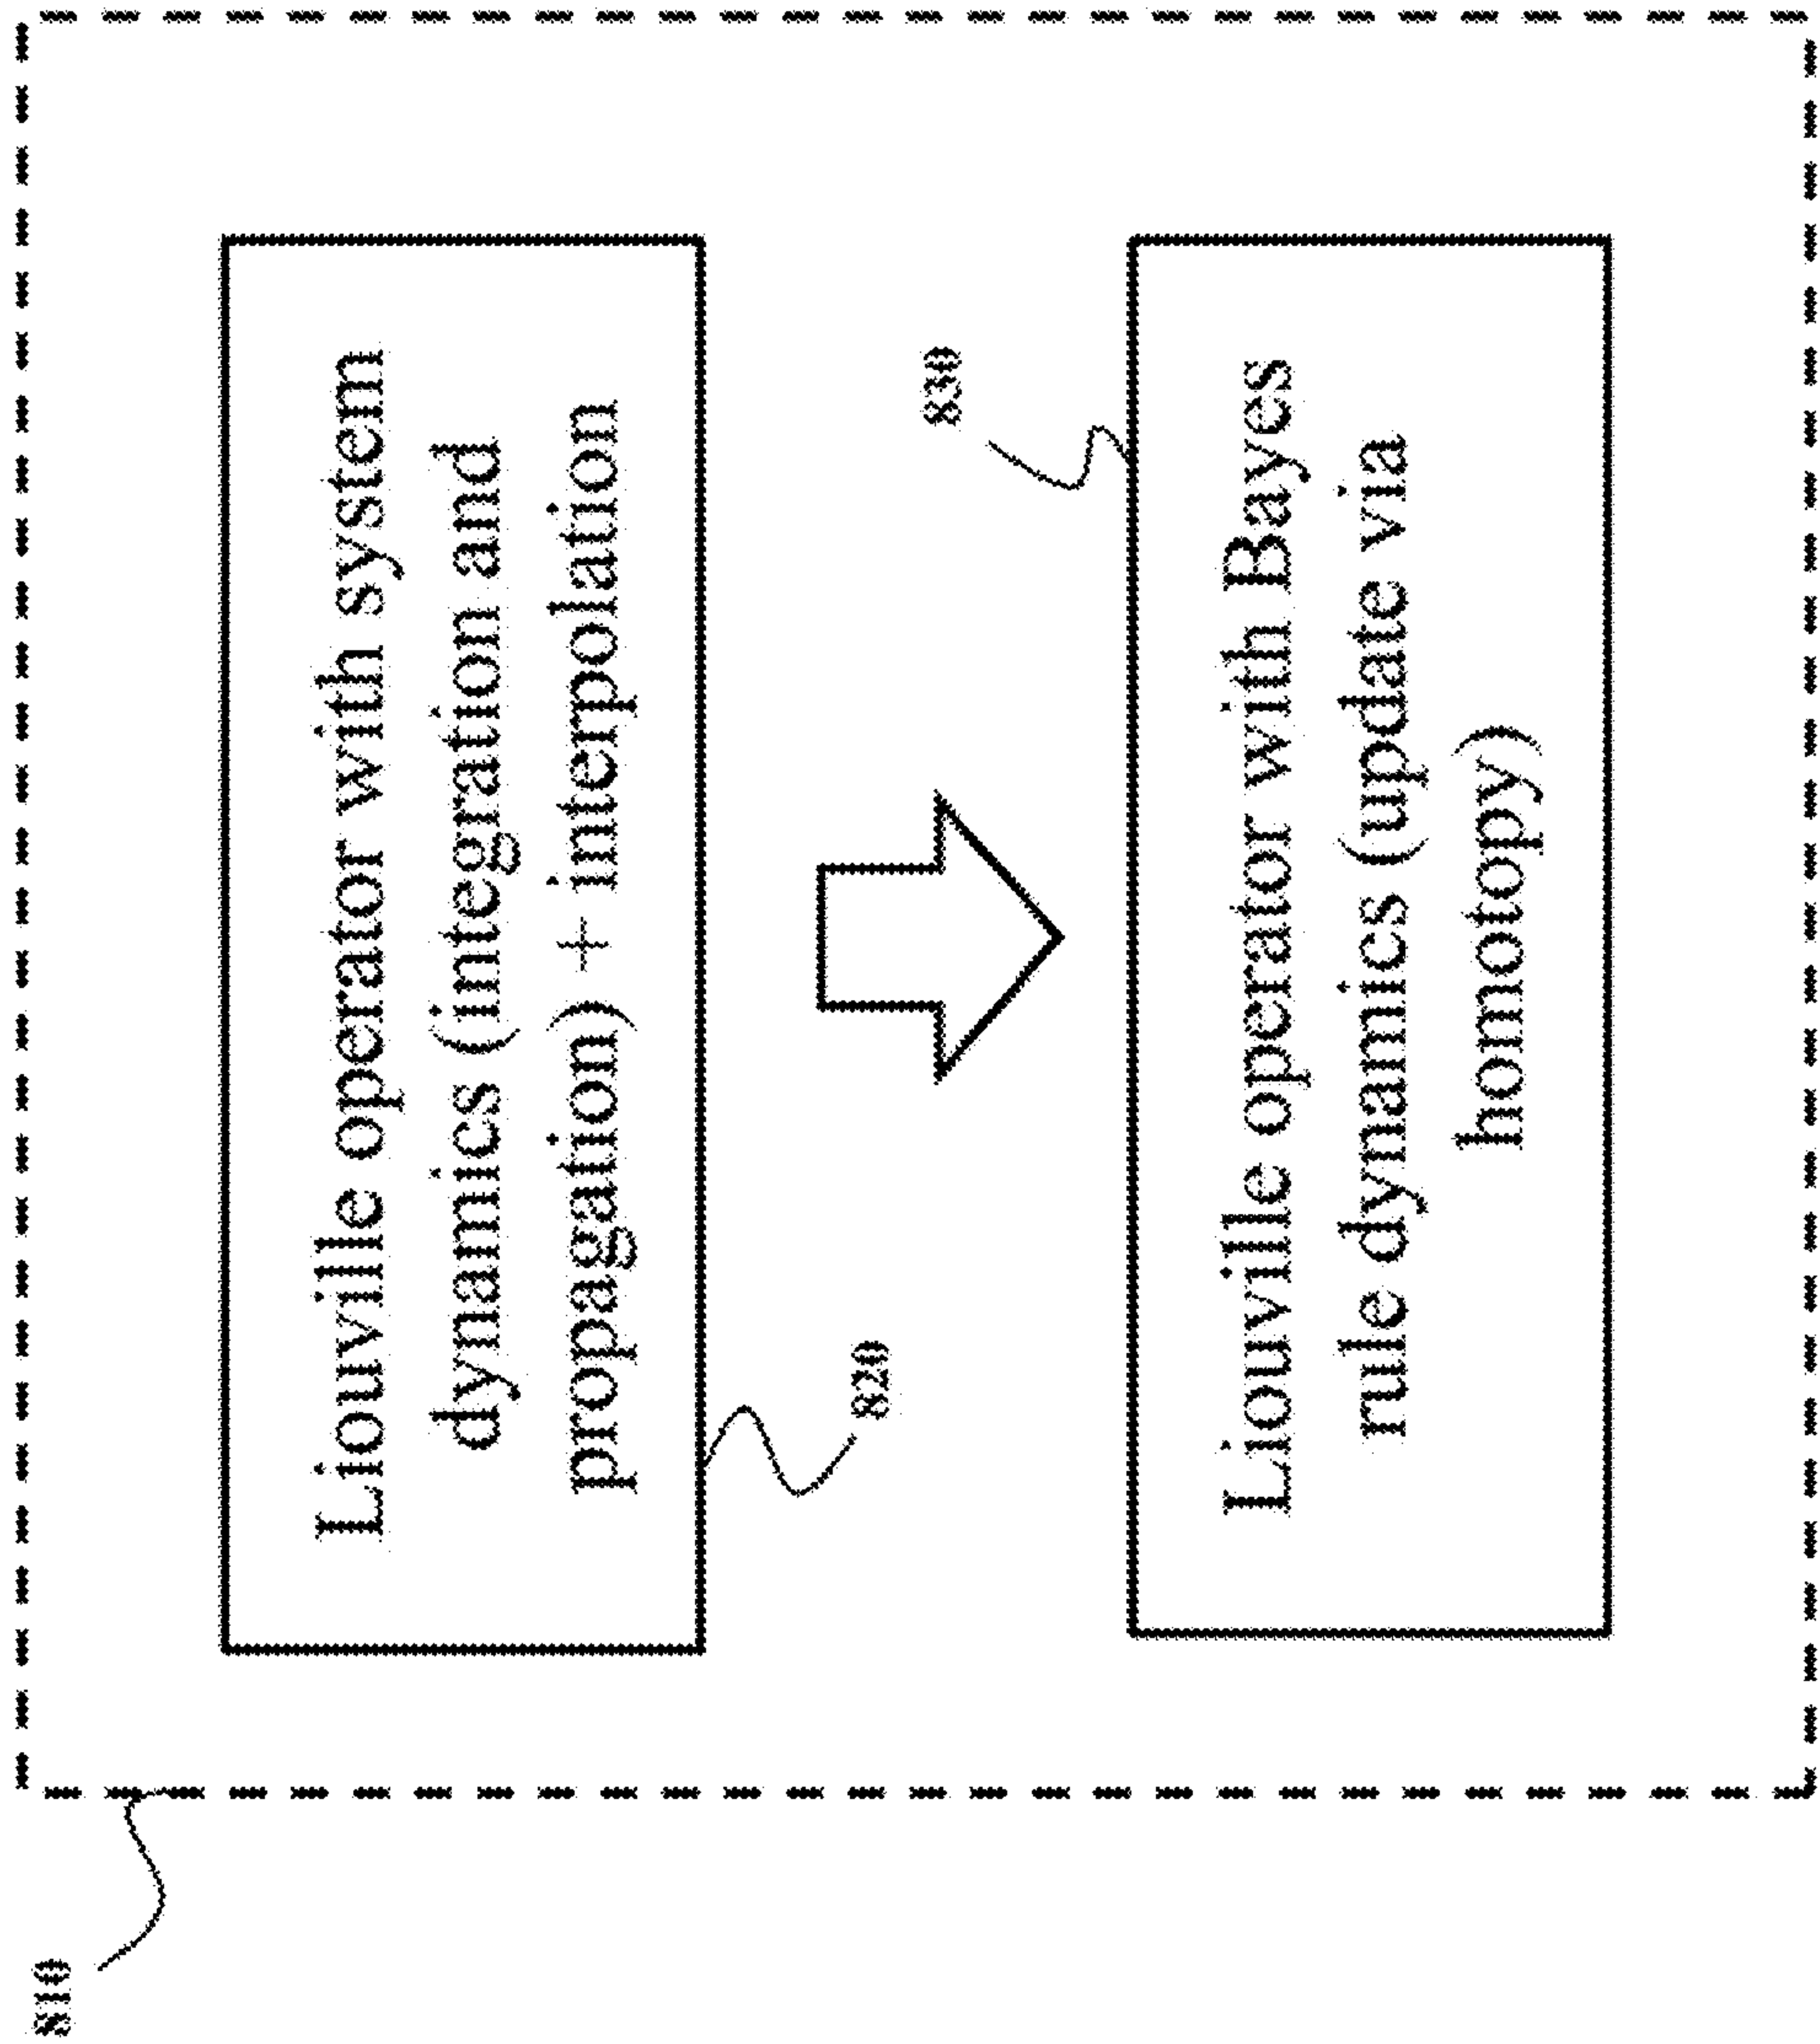 810
Liouville operator with system
dynamics (integration and
propagation) + interpolation
820
830
Liouville operator with Bayes
rule dynamics (update via
homotopy)